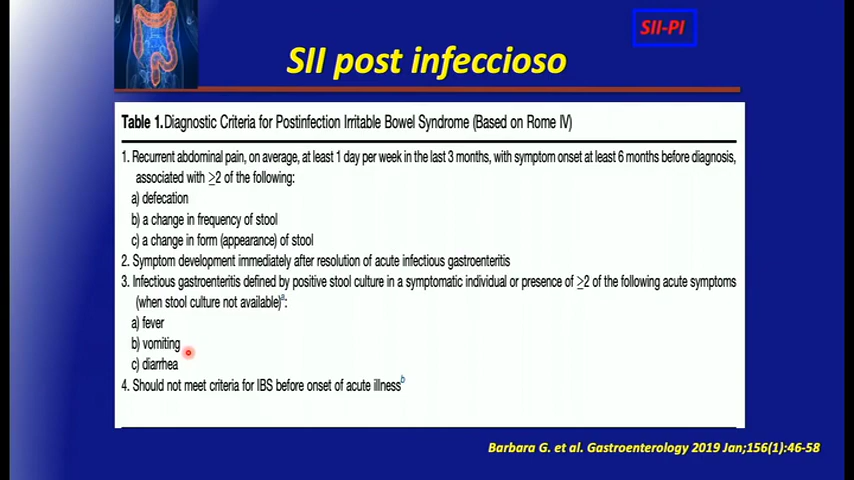 SII-PI
SII post infeccioso
Table 1. Diagnostic Criteria for Postinfection Irritable Bowel Syndrome (Based on Rome IV)
1. Recurrent abdominal pain, on average, at least 1 day per week in the last 3 months, with symptom onset at least 6 months before diagnosis,
associated with ≥2 of the following:
a) defecation
b) a change in frequency of stool
c) a change in form (appearance) of stool
2. Symptom development immediately after resolution of acute infectious gastroenteritis
3. Infectious gastroenteritis defined by positive stool culture in a symptomatic individual or presence of ≥2 of the following acute symptoms
(when stool culture not available)a:
a) fever
b) vomiting
c) diarrhea
4. Should not meet criteria for IBS before onset of acute illnessb
Barbara G. et al. Gastroenterology 2019 Jan;156(1):46-58